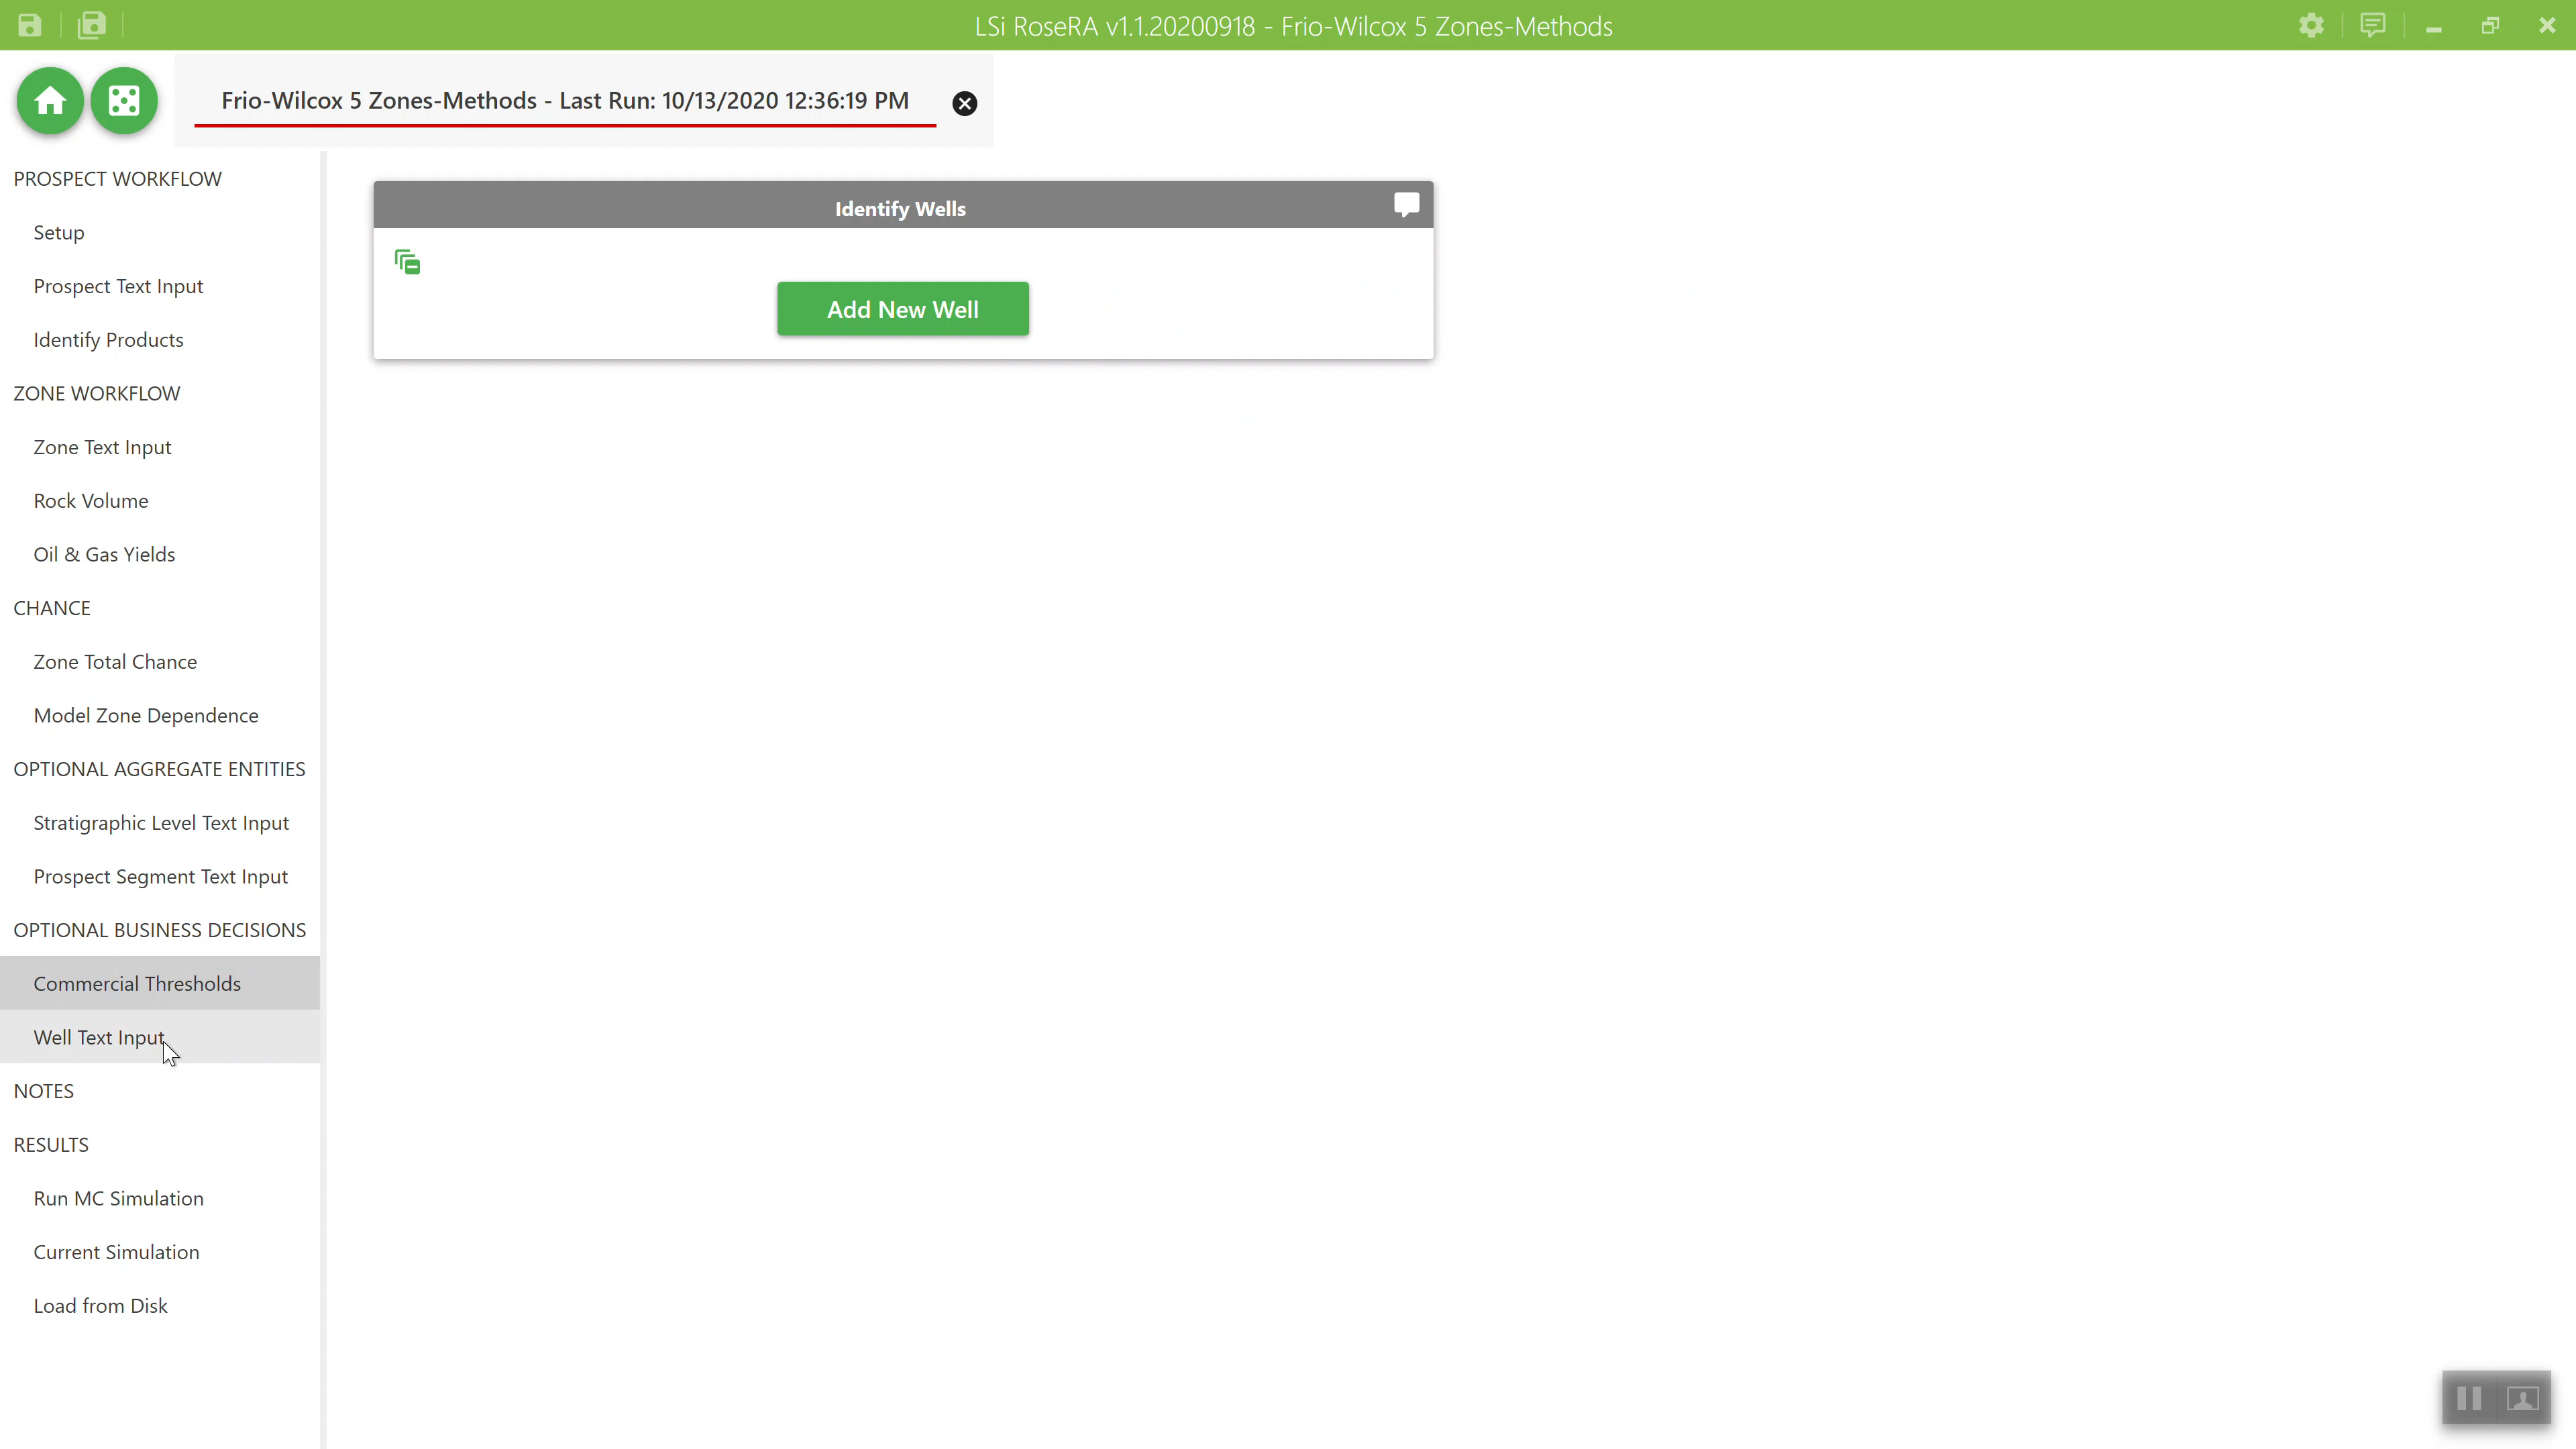 LSi RoseRA v1.1.20200918 - Frio-Wilcox 5 Zones-Methods
Frio-Wilcox 5 Zones-Methods - Last Run: 10/13/2020 12:36:19 PM
PROSPECT WORKFLOW
Setup
Prospect Text Input
Identify Products
ZONE WORKFLOW
Zone Text Input
Rock Volume
Oil & Gas Yields
CHANCE
Zone Total Chance
Model Zone Dependence
OPTIONAL AGGREGATE ENTITIES
Stratigraphic Level Text Input
Prospect Segment Text Input
OPTIONAL BUSINESS DECISIONS
Commercial Thresholds
Well Text Input
NOTES
RESULTS
Run MC Simulation
Current Simulation
Load from Disk
Identify Wells
Add New Well